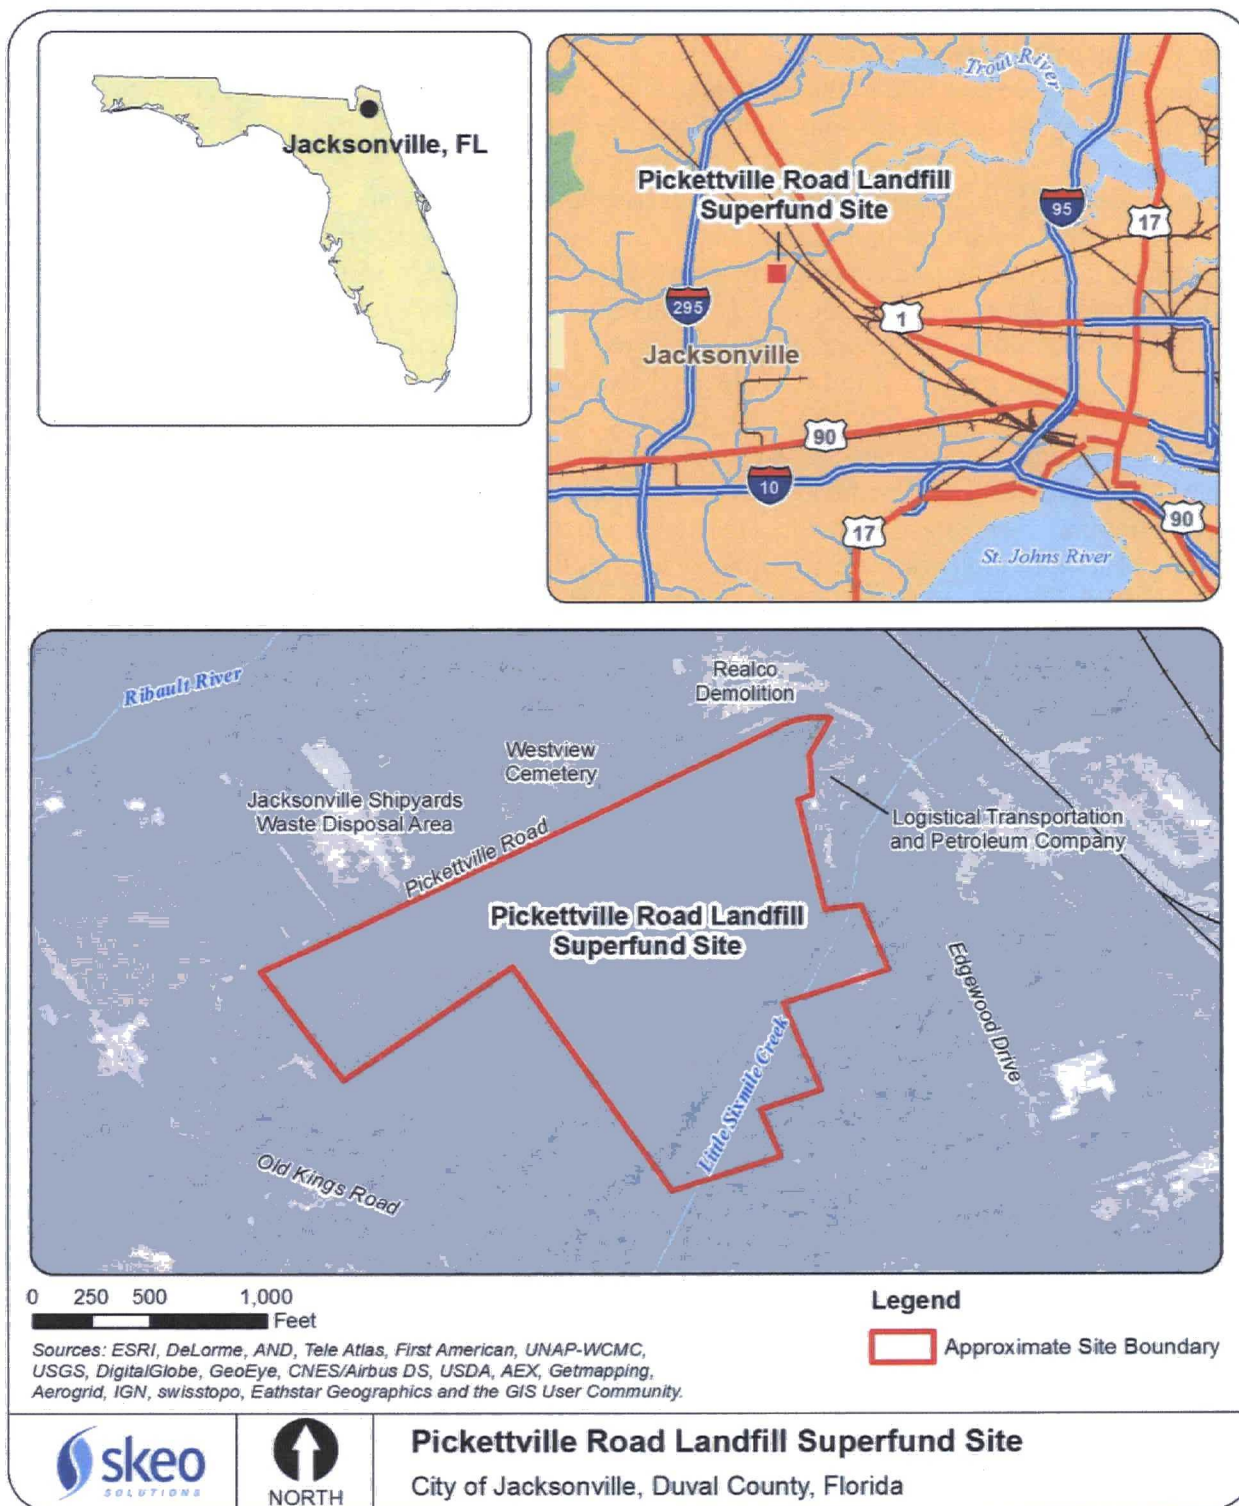 Jacksonville, FL
Trout River
Pickettville Road Landfill
Superfund Site
95
17
295
1
Jacksonville
90
10
17
90
St. Johns River
Ribault River
Realco
Demolition
Westview
Cemetery
Jacksonville Shipyards
Waste Disposal Area
Logistical Transportation
and Petroleum Company
Pickettville Road
Pickettville Road Landfill
Superfund Site
Edgewood Drive
Little Sixmile Creek
Old Kings Road
0 250 500 1,000
Feet
Legend
Approximate Site Boundary
Sources: ESRI, DeLorme, AND, Tele Atlas, First American, UNAP-WCMC,
USGS, DigitalGlobe, GeoEye, CNES/Airbus DS, USDA, AEX, Getmapping,
Aerogrid, IGN, swisstopo, Eathstar Geographics and the GIS User Community.
skeo
SOLUTIONS
NORTH
Pickettville Road Landfill Superfund Site
City of Jacksonville, Duval County, Florida